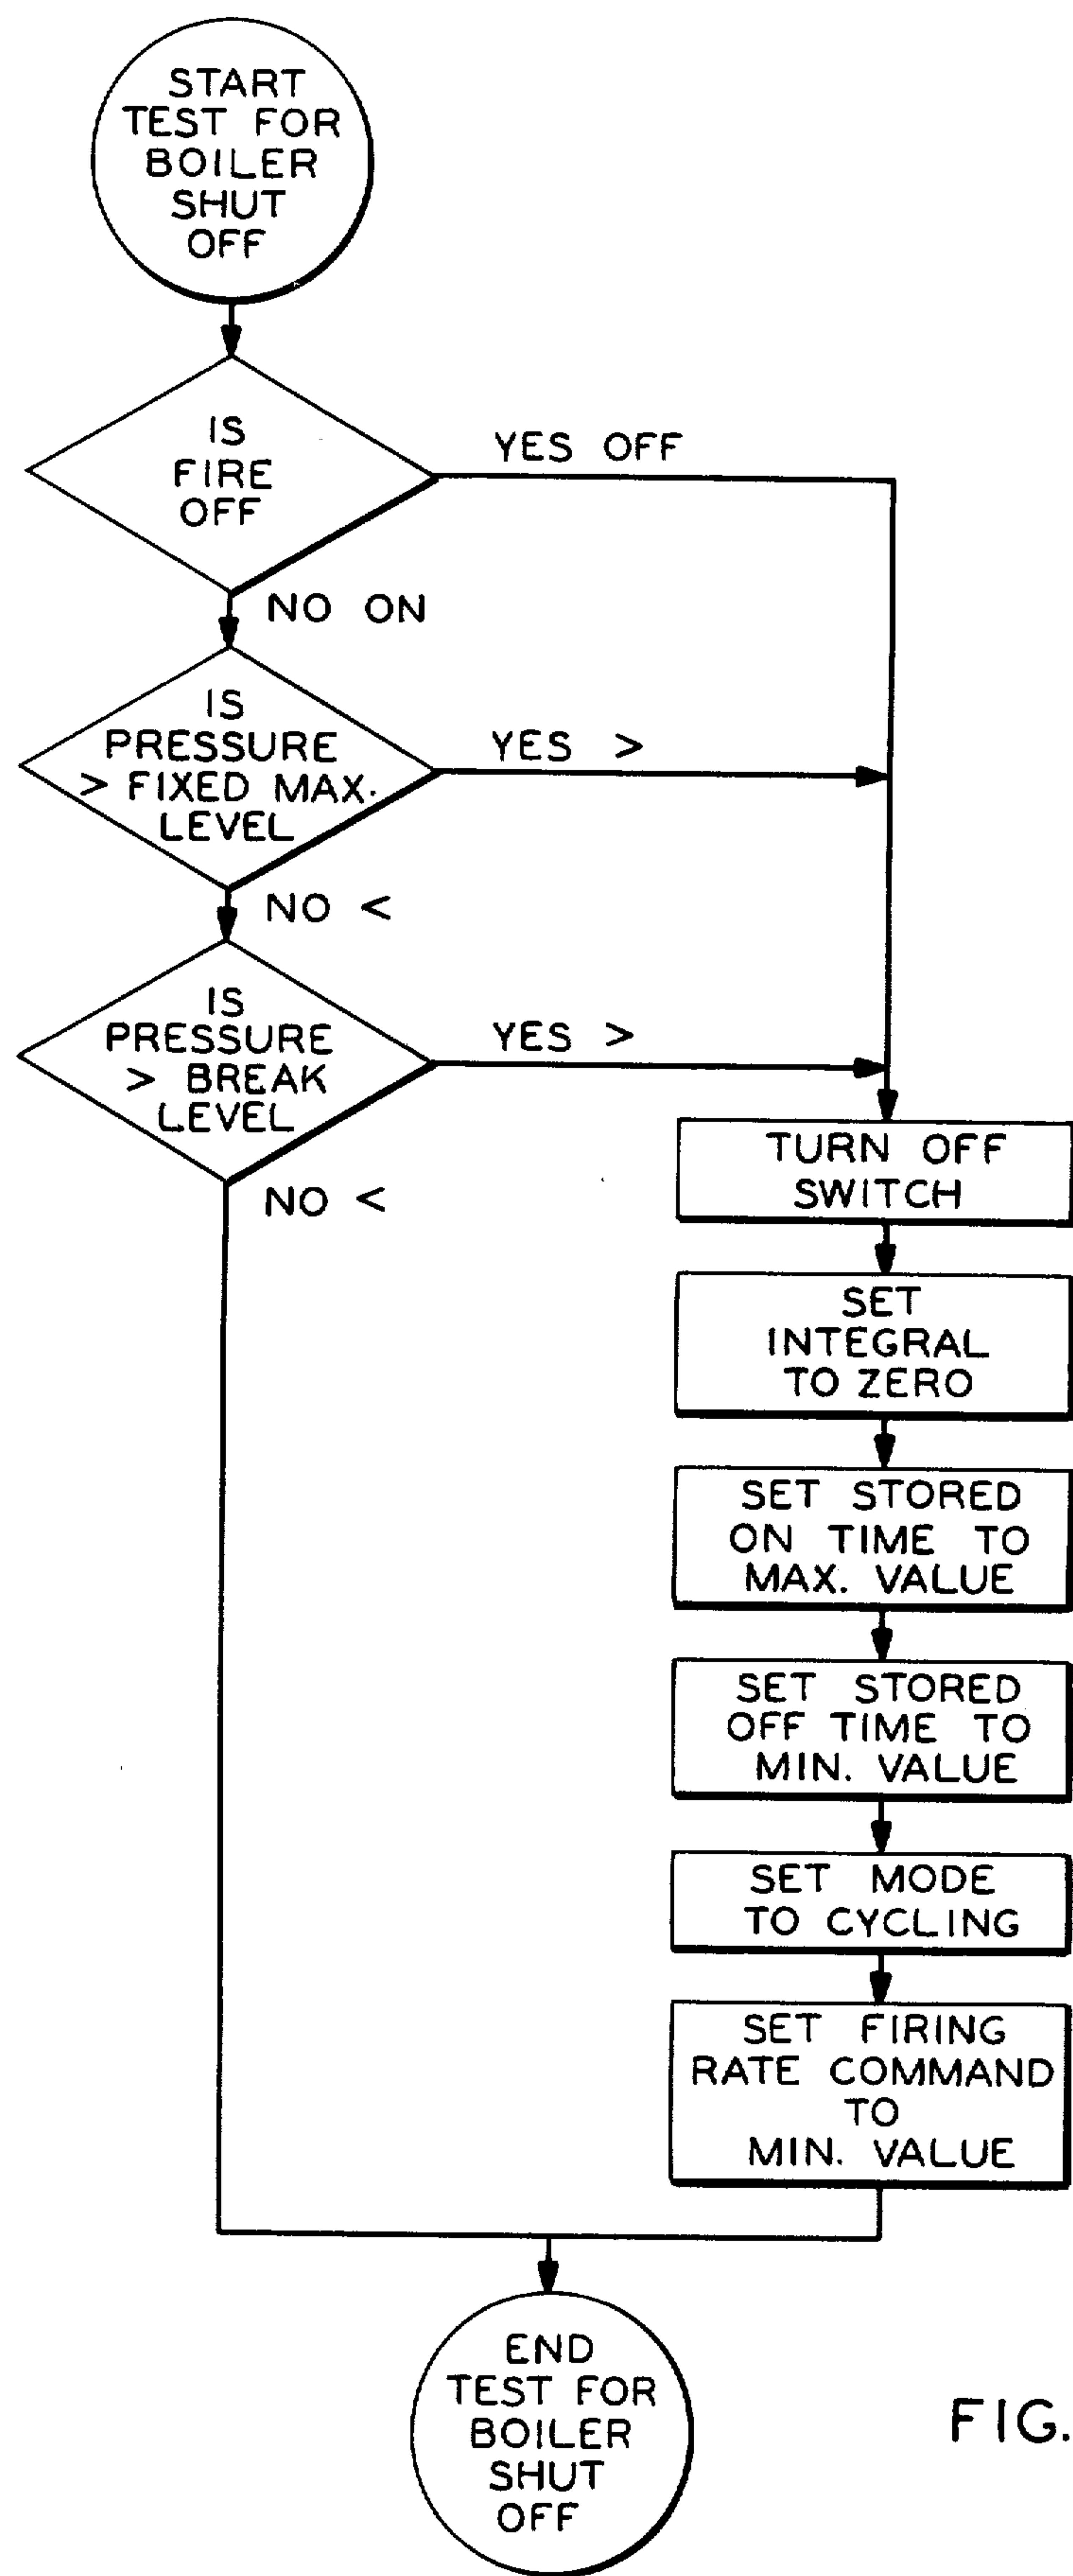 START
TEST FOR
BOILER
SHUT
OFF
IS
FIRE
OFF
YES OFF
NO ON
IS
PRESSURE
> FIXED MAX.
LEVEL
YES >
NO <
IS
PRESSURE
> BREAK
LEVEL
YES >
NO <
TURN OFF
SWITCH
SET
INTEGRAL
TO ZERO
SET STORED
ON TIME TO
MAX. VALUE
SET STORED
OFF TIME TO
MIN. VALUE
SET MODE
TO CYCLING
SET FIRING
RATE COMMAND
TO
MIN. VALUE
END
TEST FOR
BOILER
SHUT
OFF
FIG.